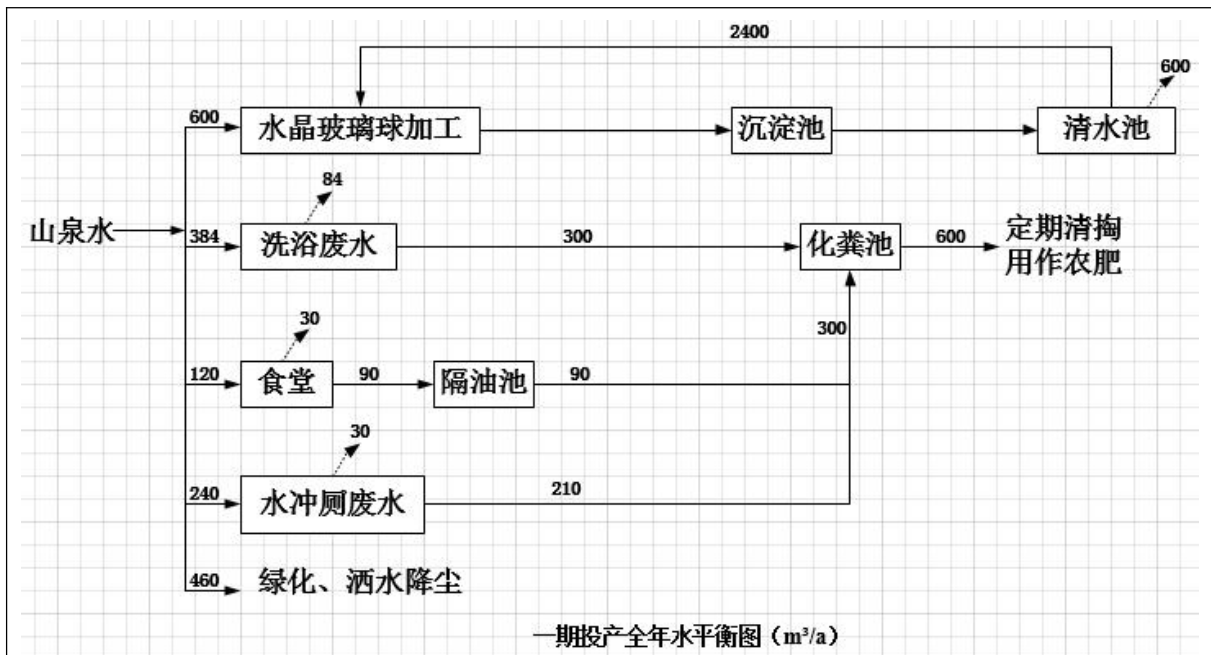 2400
600
600
水晶玻璃球加工
沉淀池
清水池
84
山泉水
384
洗浴废水
300
化粪池
600
定期清掏
用作农肥
30
300
120
食堂
90
隔油池
90
30
240
水冲厕废水
210
460
绿化、洒水降尘
一期投产全年水平衡图（m³/a）